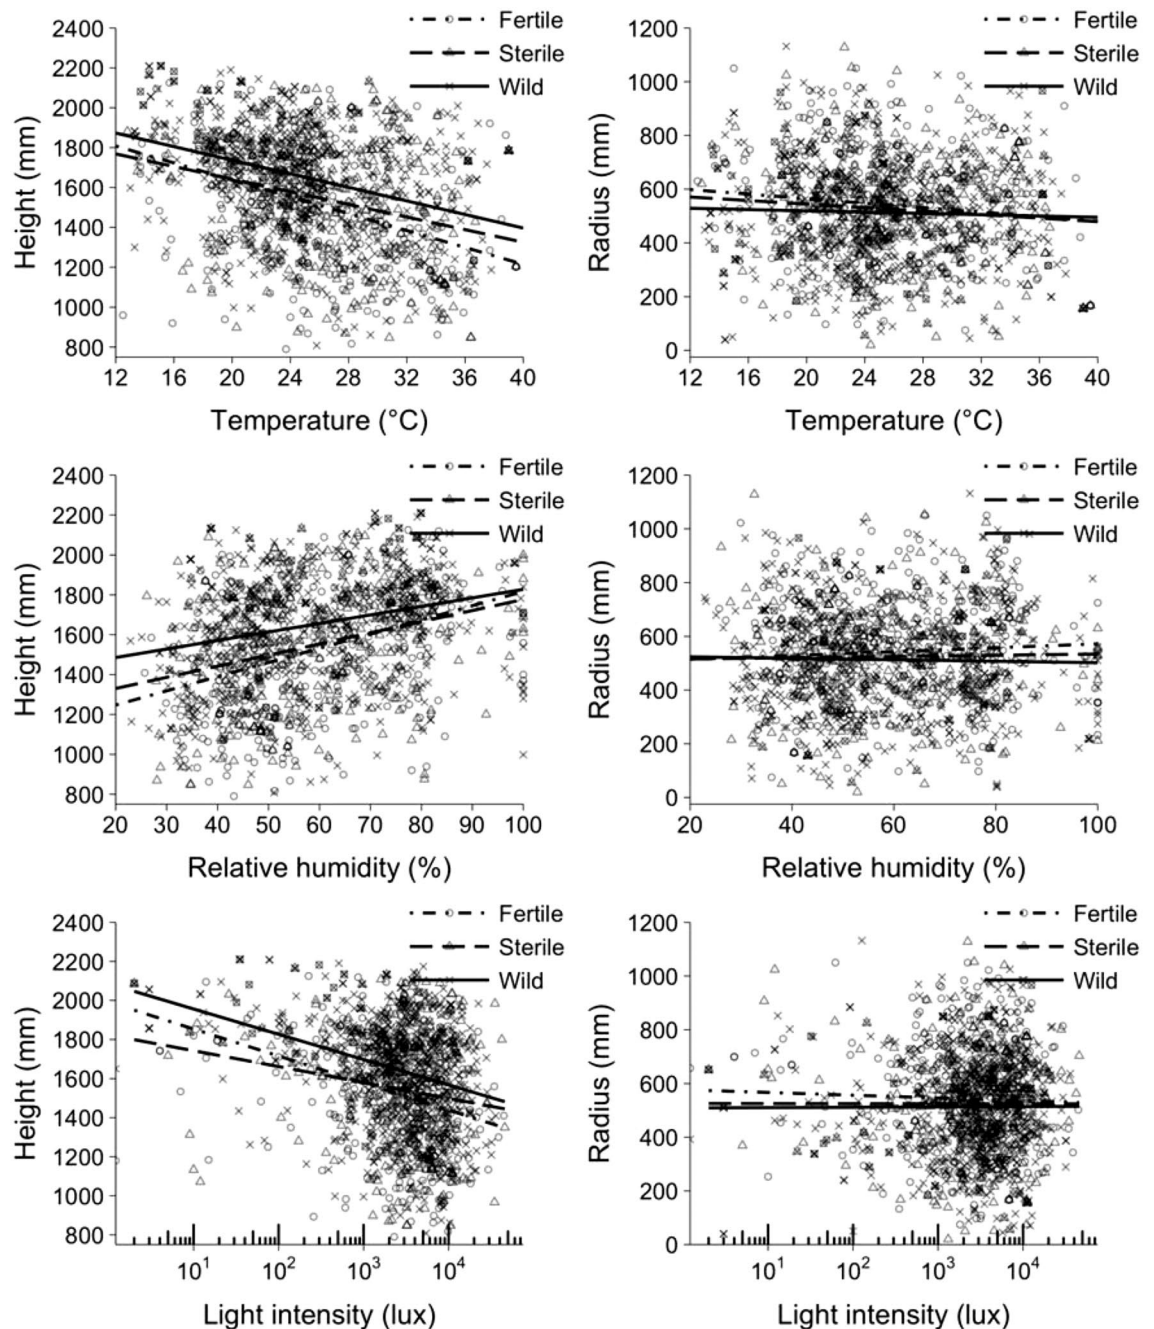 Fertile
Sterile
Wild
2400
2200
2000
1800
1600
1400
1200
1000
800
Height (mm)
12 16 20 24 28 32 36 40
Temperature (°C)
Fertile
Sterile
Wild
1200
1000
800
600
400
200
0
Radius (mm)
12 16 20 24 28 32 36 40
Temperature (°C)
Fertile
Sterile
Wild
2400
2200
2000
1800
1600
1400
1200
1000
800
Height (mm)
20 30 40 50 60 70 80 90 100
Relative humidity (%)
Fertile
Sterile
Wild
1200
1000
800
600
400
200
0
Radius (mm)
20 40 60 80 100
Relative humidity (%)
Fertile
Sterile
Wild
2400
2200
2000
1800
1600
1400
1200
1000
800
Height (mm)
10¹ 10² 10³ 10⁴
Light intensity (lux)
Fertile
Sterile
Wild
1200
1000
800
600
400
200
0
Radius (mm)
10¹ 10² 10³ 10⁴
Light intensity (lux)